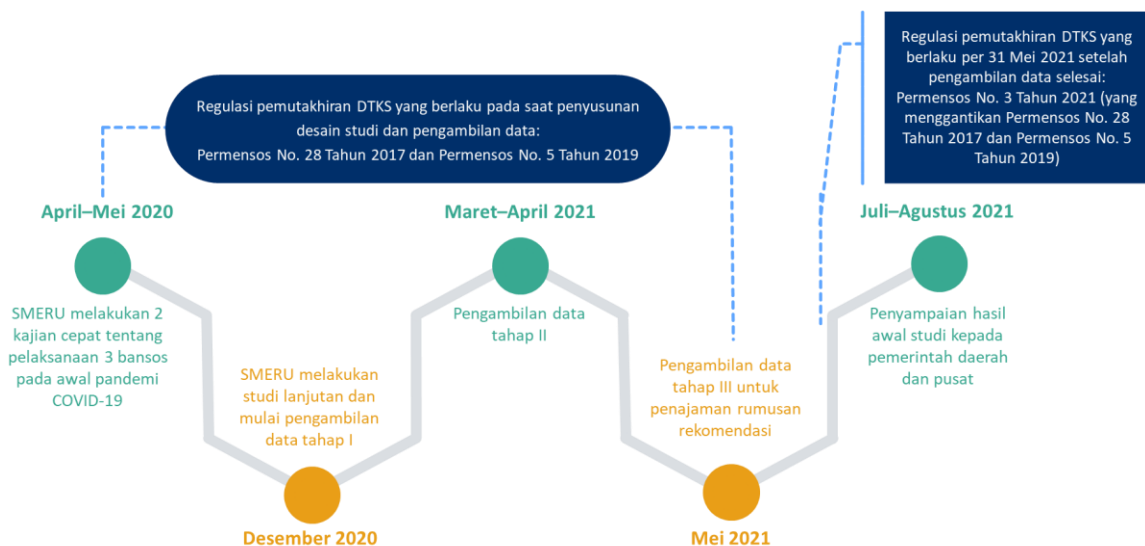 Regulasi pemutakhiran DTKS yang
berlaku per 31 Mei 2021 setelah
pengambilan data selesai:
Permensos No. 3 Tahun 2021 (yang
menggantikan Permensos No. 28
Tahun 2017 dan Permensos No. 5
Tahun 2019)
Regulasi pemutakhiran DTKS yang berlaku pada saat penyusunan
desain studi dan pengambilan data:
Permensos No. 28 Tahun 2017 dan Permensos No. 5 Tahun 2019
April–Mei 2020
SMERU melakukan 2
kajian cepat tentang
pelaksanaan 3 bansos
pada awal pandemi
COVID-19
SMERU melakukan
studi lanjutan dan
mulai pengambilan
data tahap I
Desember 2020
Maret–April 2021
Pengambilan data
tahap II
Pengambilan data
tahap III untuk
penajaman rumusan
rekomendasi
Mei 2021
Juli–Agustus 2021
Penyampaian hasil
awal studi kepada
pemerintah daerah
dan pusat